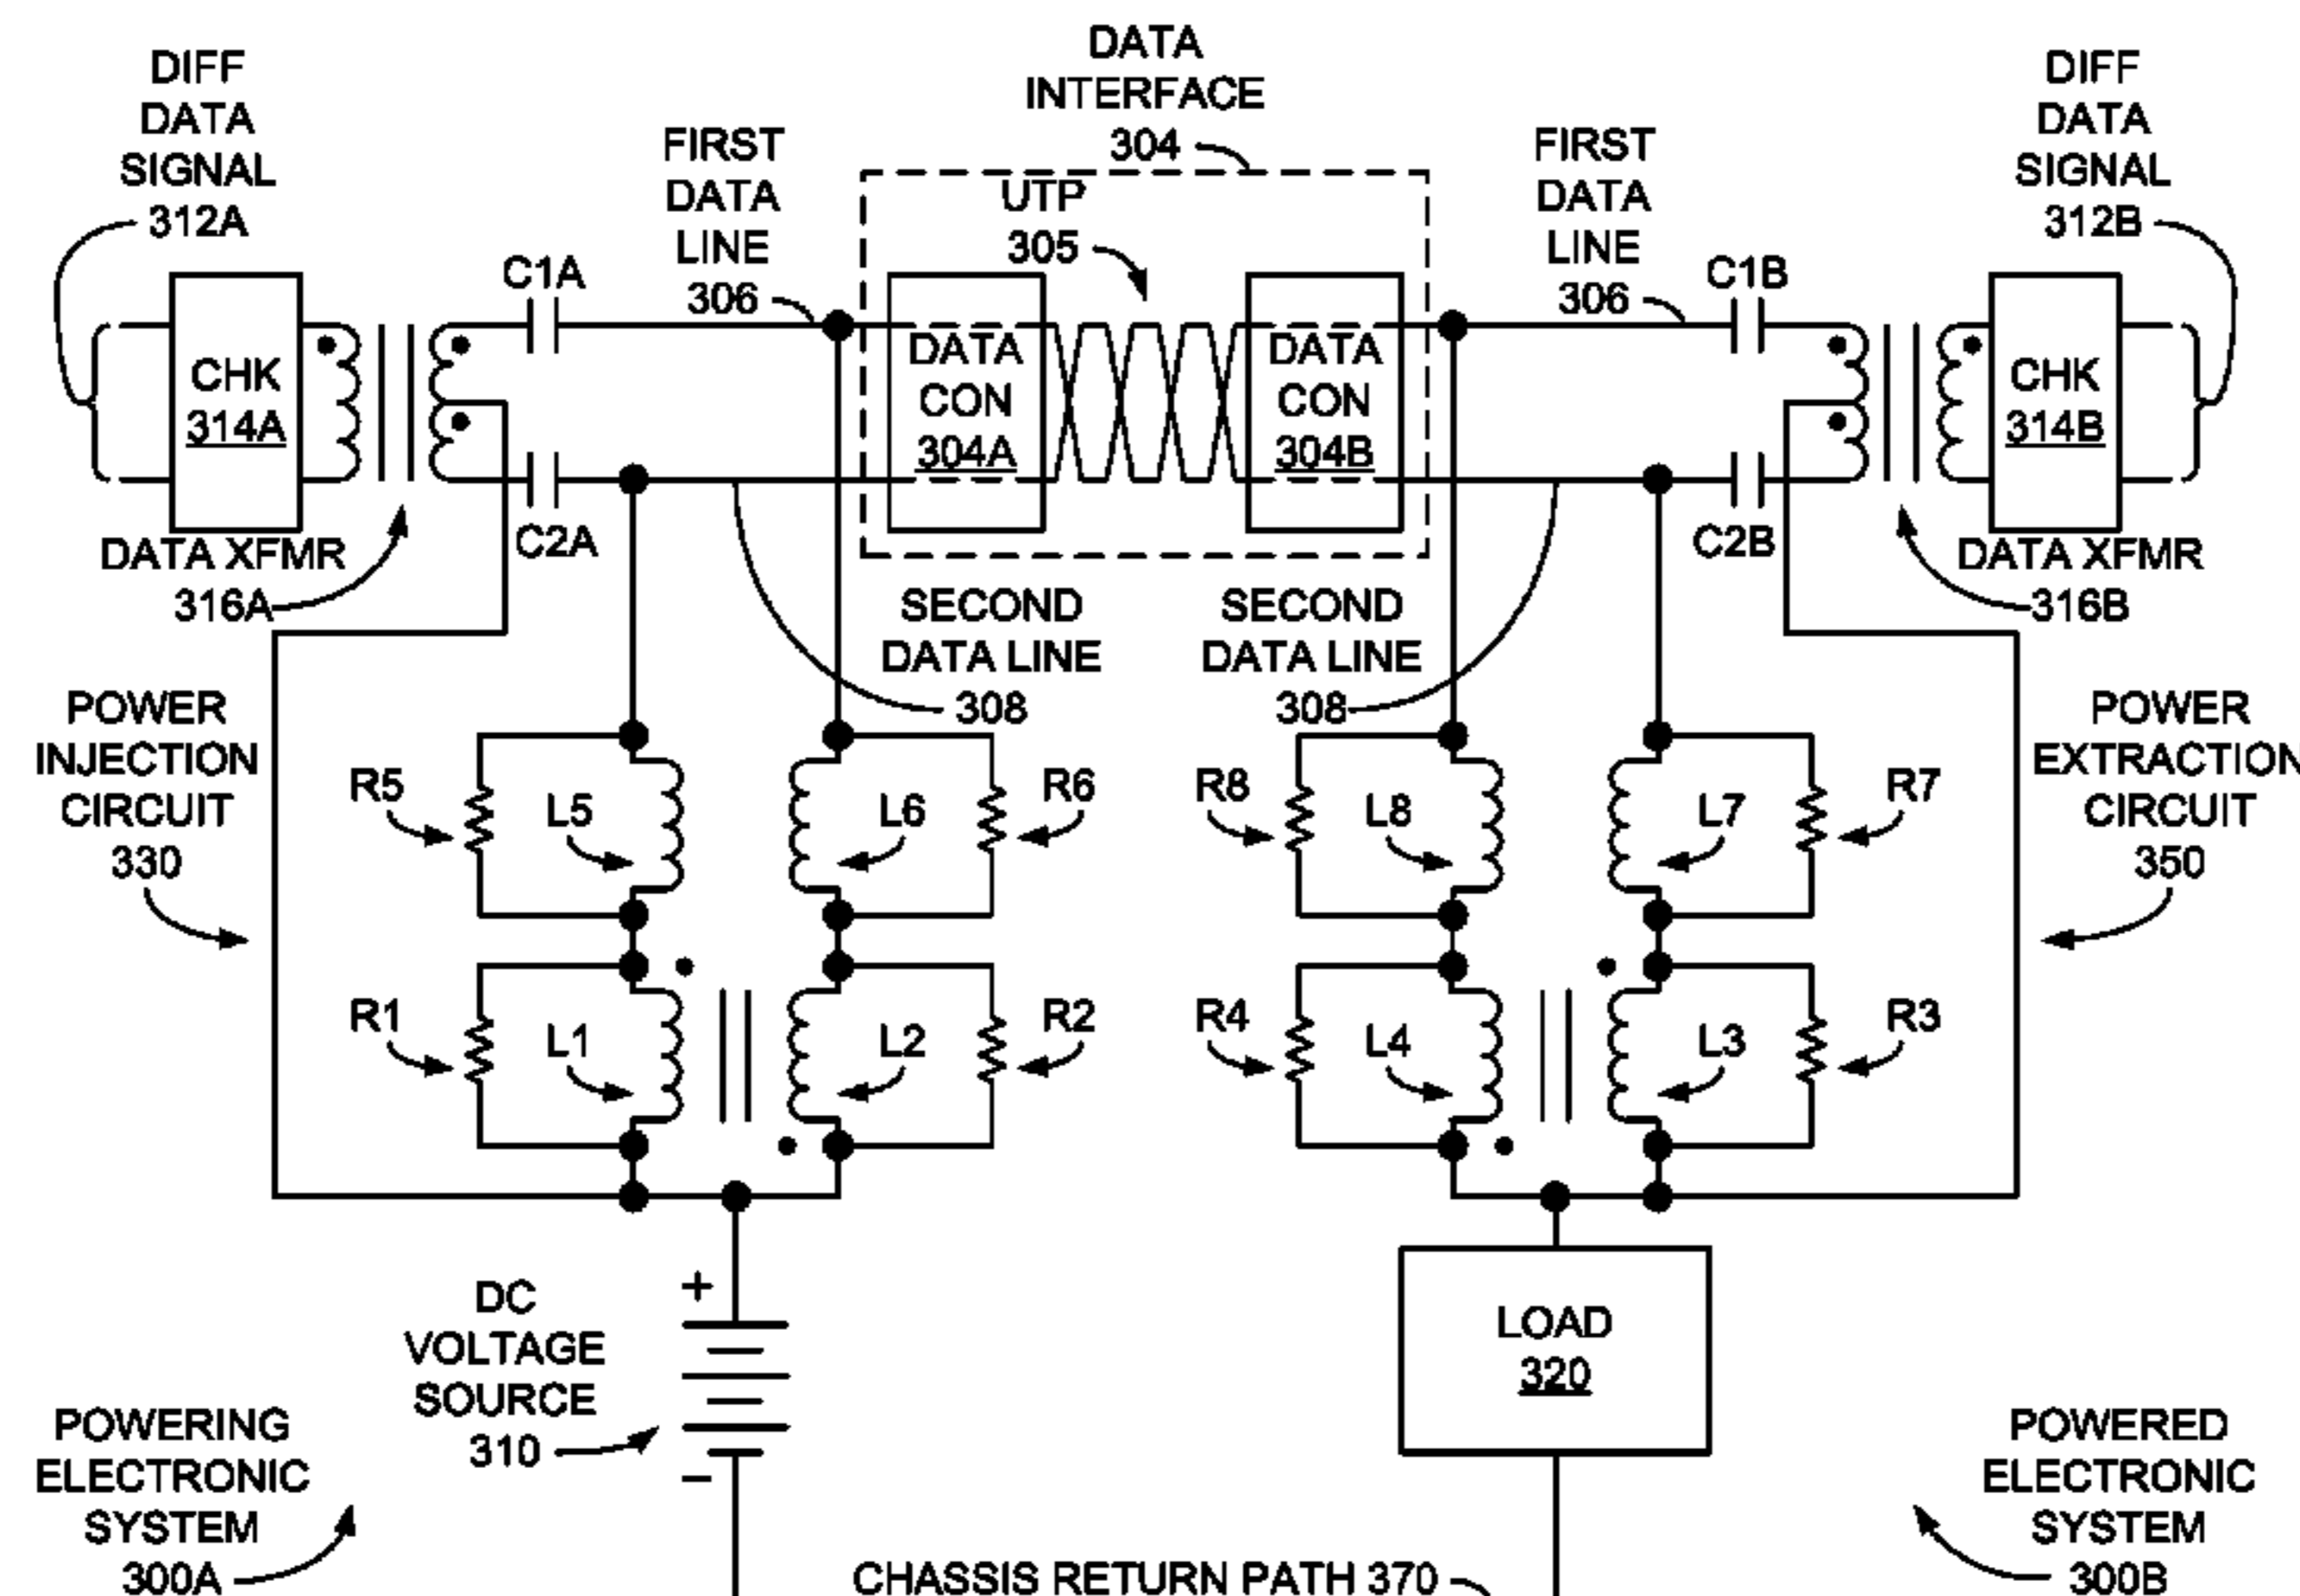 DIFF
DATA
SIGNAL
312A
FIRST
DATA
LINE
306
DATA
INTERFACE
304
UTP
305
FIRST
DATA
LINE
306
DIFF
DATA
SIGNAL
312B
C1A
C1B
CHK
314A
DATA
CON
304A
DATA
CON
304B
CHK
314B
C2A
C2B
DATA XFMR
316A
DATA XFMR
316B
SECOND
DATA LINE
308
SECOND
DATA LINE
308
POWER
INJECTION
CIRCUIT
330
POWER
EXTRACTION
CIRCUIT
350
R5
L5
L6
R6
R8
L8
L7
R7
R1
L1
L2
R2
R4
L4
L3
R3
+
DC
VOLTAGE
SOURCE
310
−
LOAD
320
POWERING
ELECTRONIC
SYSTEM
300A
POWERED
ELECTRONIC
SYSTEM
300B
CHASSIS RETURN PATH 370